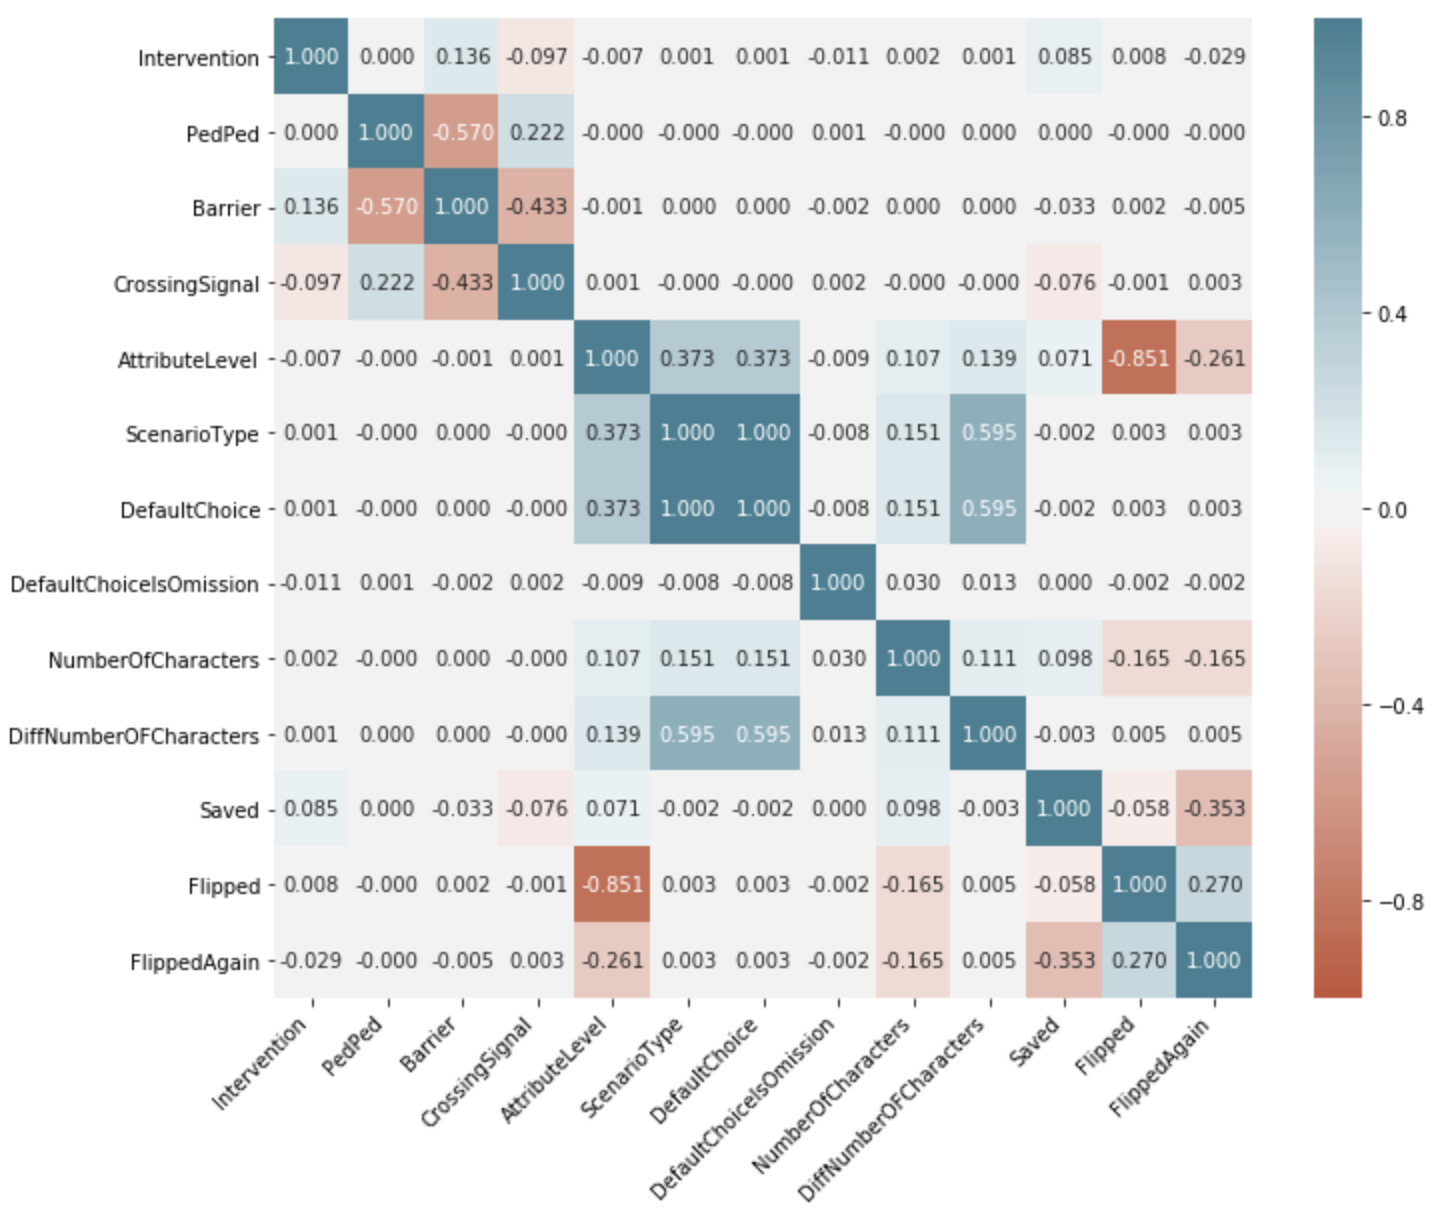 Intervention 1.000 0.000 0.136 -0.097 -0.007 0.001 0.001 -0.011 0.002 0.001 0.085 0.008 -0.029
PedPed 0.000 1.000 -0.570 0.222 -0.000 -0.000 -0.000 0.001 -0.000 0.000 0.000 -0.000 -0.000
0.8
Barrier 0.136 -0.570 1.000 -0.433 -0.001 0.000 0.000 -0.002 0.000 0.000 -0.033 0.002 -0.005
CrossingSignal -0.097 0.222 -0.433 1.000 0.001 -0.000 -0.000 0.002 -0.000 -0.000 -0.076 -0.001 0.003
0.4
AttributeLevel -0.007 -0.000 -0.001 0.001 1.000 0.373 0.373 -0.009 0.107 0.139 0.071 -0.851 -0.261
ScenarioType 0.001 -0.000 0.000 -0.000 0.373 1.000 1.000 -0.008 0.151 0.595 -0.002 0.003 0.003
DefaultChoice 0.001 -0.000 0.000 -0.000 0.373 1.000 1.000 -0.008 0.151 0.595 -0.002 0.003 0.003
0.0
DefaultChoiceIsOmission -0.011 0.001 -0.002 0.002 -0.009 -0.008 -0.008 1.000 0.030 0.013 0.000 -0.002 -0.002
NumberOfCharacters 0.002 -0.000 0.000 -0.000 0.107 0.151 0.151 0.030 1.000 0.111 0.098 -0.165 -0.165
−0.4
DiffNumberOFCharacters 0.001 0.000 0.000 -0.000 0.139 0.595 0.595 0.013 0.111 1.000 -0.003 0.005 0.005
Saved 0.085 0.000 -0.033 -0.076 0.071 -0.002 -0.002 0.000 0.098 -0.003 1.000 -0.058 -0.353
Flipped 0.008 -0.000 0.002 -0.001 -0.851 0.003 0.003 -0.002 -0.165 0.005 -0.058 1.000 0.270
−0.8
FlippedAgain -0.029 -0.000 -0.005 0.003 -0.261 0.003 0.003 -0.002 -0.165 0.005 -0.353 0.270 1.000
Intervention
PedPed
Barrier
CrossingSignal
AttributeLevel
ScenarioType
DefaultChoice
DefaultChoiceIsOmission
NumberOfCharacters
DiffNumberOFCharacters
Saved
Flipped
FlippedAgain